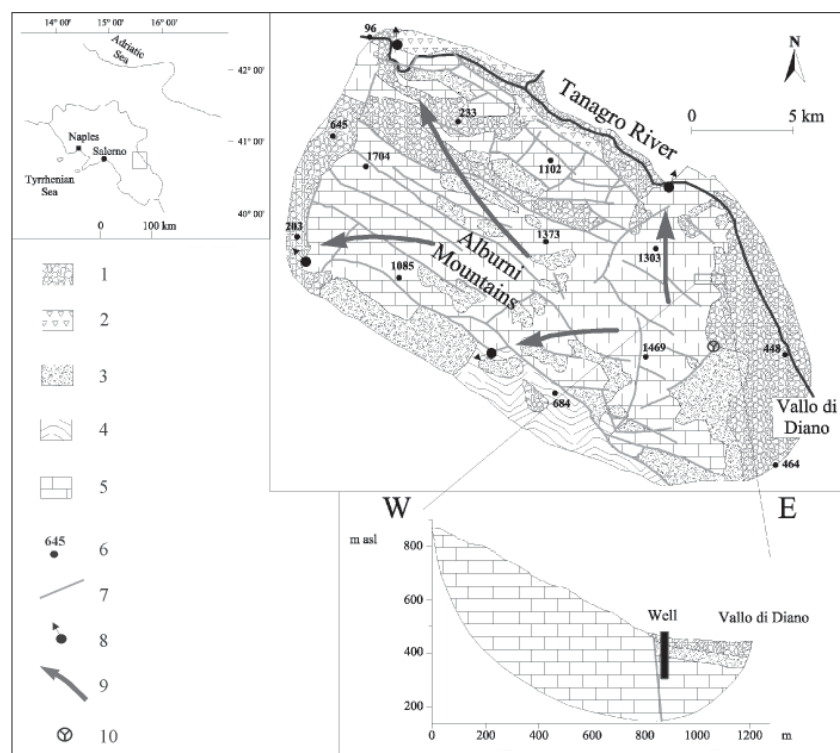 14° 00' 15° 00' 16° 00'
Adriatic
Sea
42° 00'
Naples
41° 00'
Salerno
Tyrrhenian
Sea
40° 00'
0 100 km
1
2
3
4
5
645
6
7
8
9
10
96
N
Tanagro River
0 5 km
233
645
1704
1102
203
1373
1303
Alburni
Mountains
1085
1469
448
Vallo di
Diano
684
464
W E
m asl
800
600
Well Vallo di Diano
400
200
0 200 400 600 800 1000 1200
m